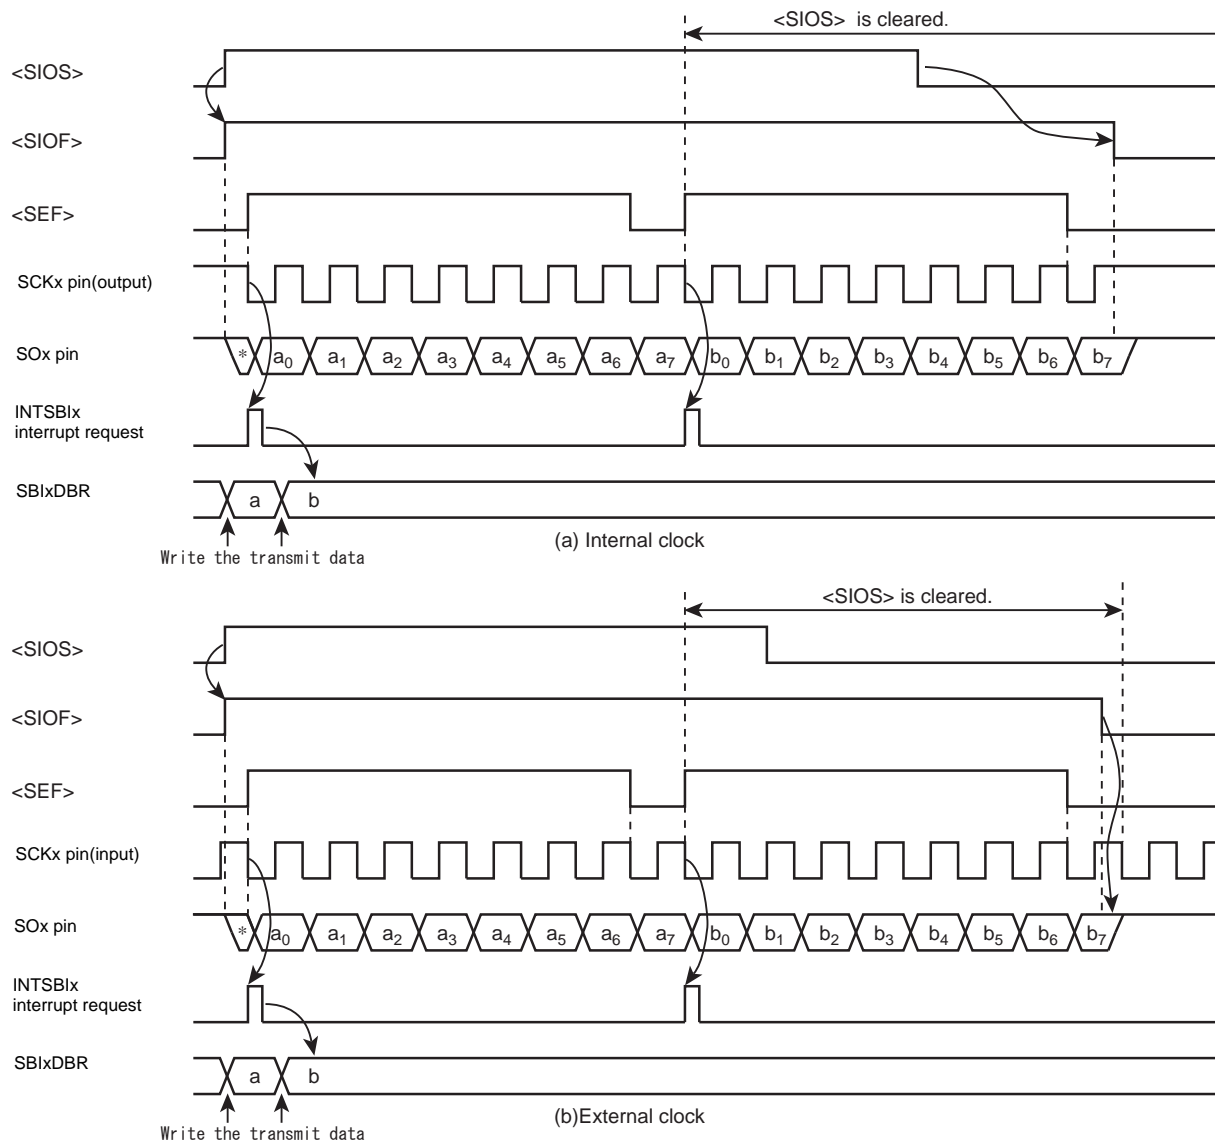 <SIOS> is cleared.
<SIOS>
<SIOF>
<SEF>
SCKx pin(output)
SOx pin
* a0 a1 a2 a3 a4 a5 a6 a7 b0 b1 b2 b3 b4 b5 b6 b7
INTSBIx
interrupt request
SBIxDBR
a b
(a) Internal clock
Write the transmit data
<SIOS> is cleared.
<SIOS>
<SIOF>
<SEF>
SCKx pin(input)
SOx pin
* a0 a1 a2 a3 a4 a5 a6 a7 b0 b1 b2 b3 b4 b5 b6 b7
INTSBIx
interrupt request
SBIxDBR
a b
(b)External clock
Write the transmit data